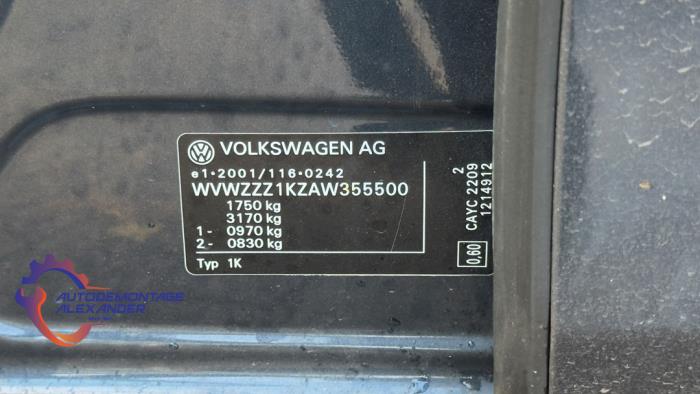 VOLKSWAGEN AG
e1*2001/116*0242
WVWZZZ1KZAW355500
1750 kg
3170 kg
1- 0970 kg
2- 0830 kg
Typ 1K
0,60
CAYC 2209
2
1214912
AUTODEMONTAGE
ALEXANDER